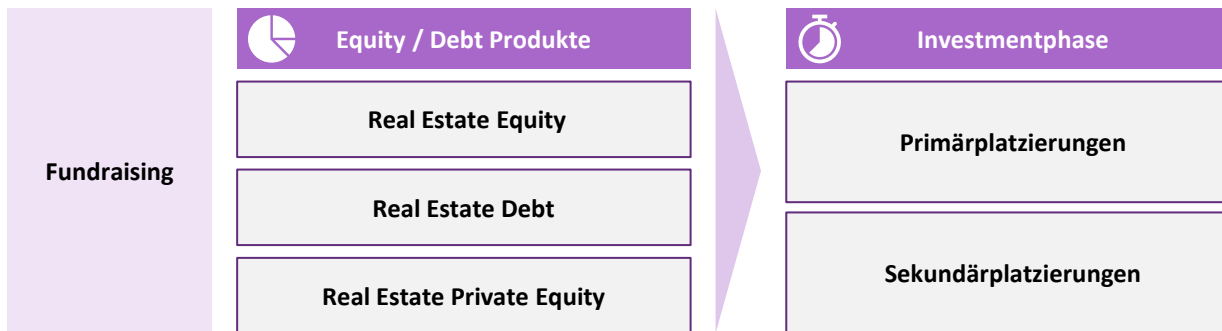 Fundraising
Equity / Debt Produkte
Real Estate Equity
Real Estate Debt
Real Estate Private Equity
Investmentphase
Primärplatzierungen
Sekundärplatzierungen